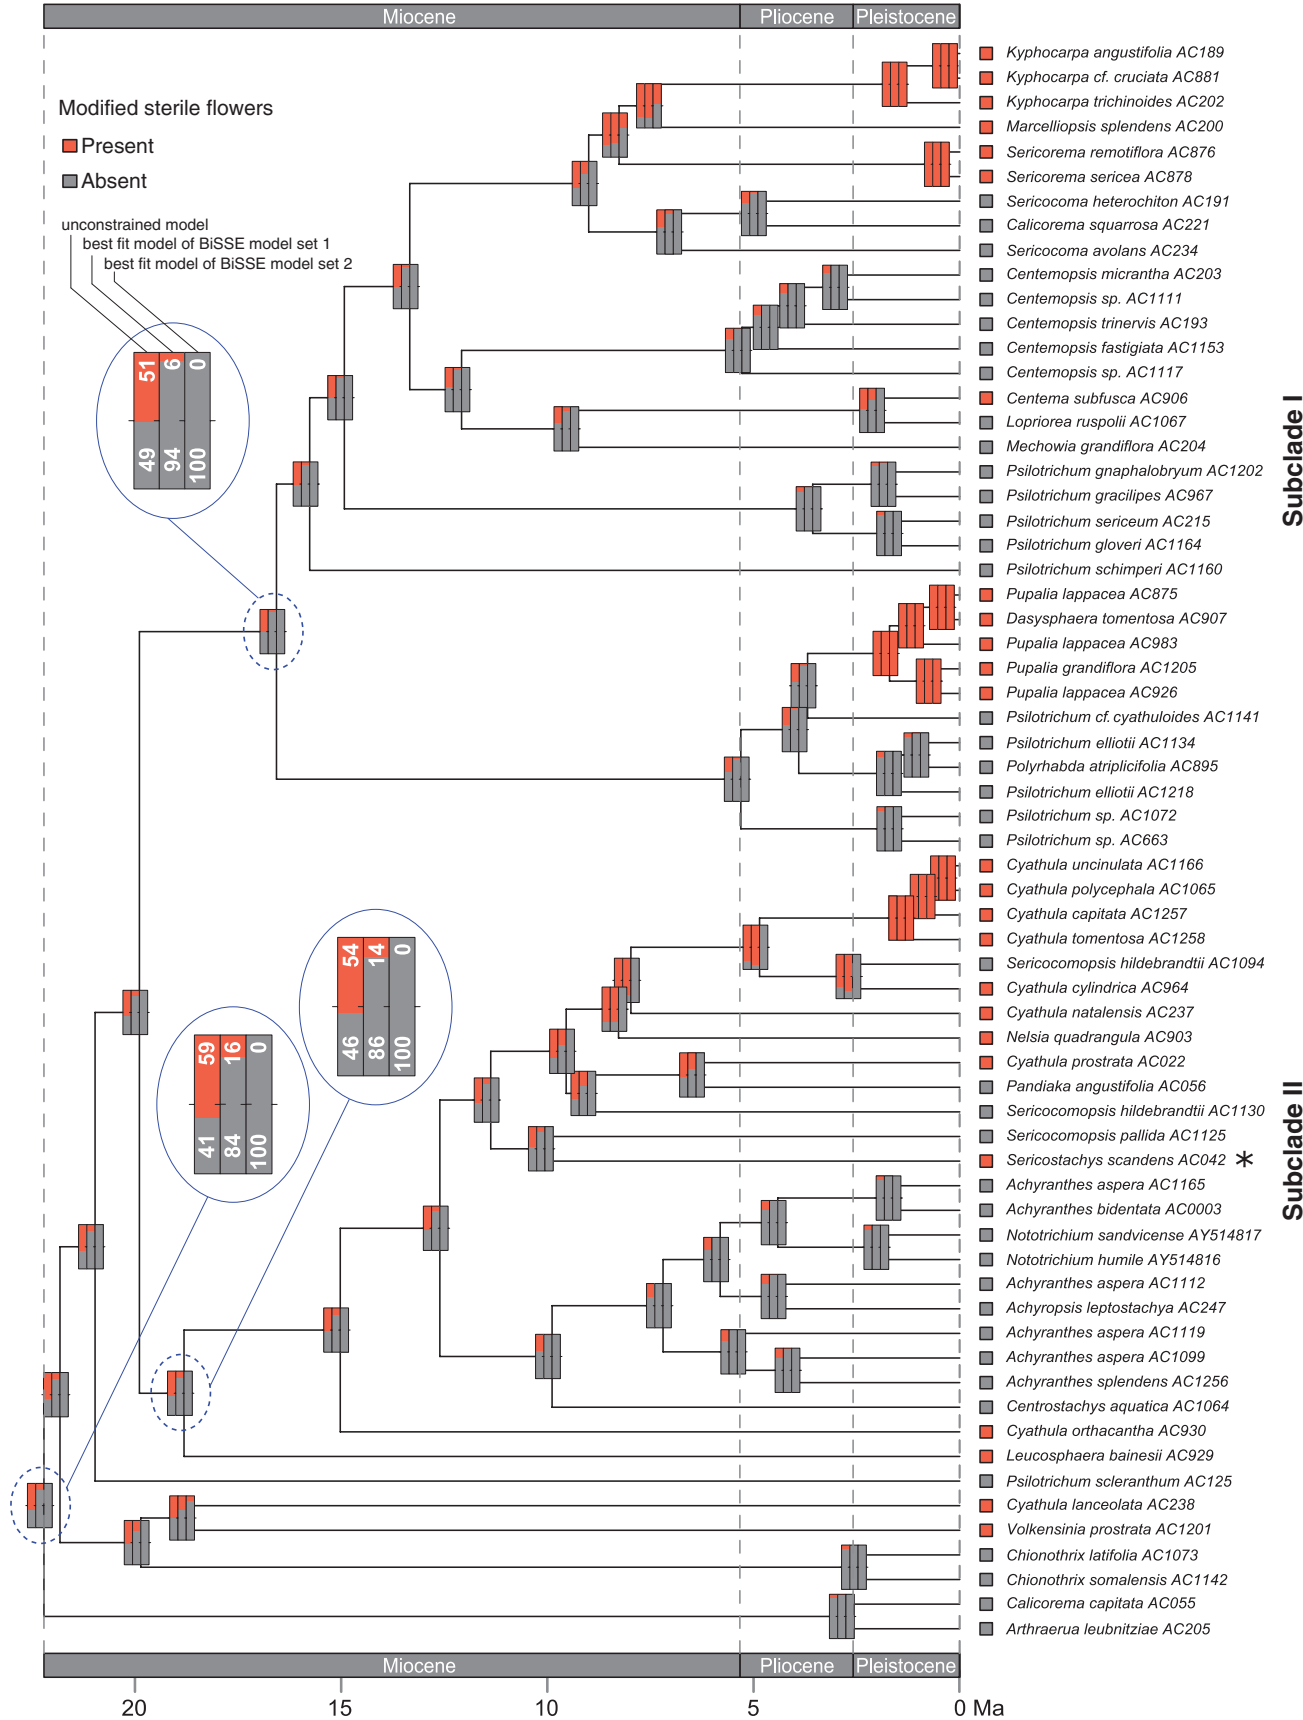 Miocene Pliocene Pleistocene
Modified sterile flowers
Present
Absent
unconstrained model
best fit model of BiSSE model set 1
best fit model of BiSSE model set 2
51 6 0
49 94 100
54 14 0
46 86 100
59 16 0
41 84 100
Kyphocarpa angustifolia AC189
Kyphocarpa cf. cruciata AC881
Kyphocarpa trichinoides AC202
Marcelliopsis splendens AC200
Sericorema remotiflora AC876
Sericorema sericea AC878
Sericocoma heterochiton AC191
Calicorema squarrosa AC221
Sericocoma avolans AC234
Centemopsis micrantha AC203
Centemopsis sp. AC1111
Centemopsis trinervis AC193
Centemopsis fastigiata AC1153
Centemopsis sp. AC1117
Centema subfusca AC906
Lopriorea ruspolii AC1067
Mechowia grandiflora AC204
Psilotrichum gnaphalobryum AC1202
Psilotrichum gracilipes AC967
Psilotrichum sericeum AC215
Psilotrichum gloveri AC1164
Psilotrichum schimperi AC1160
Pupalia lappacea AC875
Dasysphaera tomentosa AC907
Pupalia lappacea AC983
Pupalia grandiflora AC1205
Pupalia lappacea AC926
Psilotrichum cf. cyathuloides AC1141
Psilotrichum elliotii AC1134
Polyrhabda atriplicifolia AC895
Psilotrichum elliotii AC1218
Psilotrichum sp. AC1072
Psilotrichum sp. AC663
Cyathula uncinulata AC1166
Cyathula polycephala AC1065
Cyathula capitata AC1257
Cyathula tomentosa AC1258
Sericocomopsis hildebrandtii AC1094
Cyathula cylindrica AC964
Cyathula natalensis AC237
Nelsia quadrangula AC903
Cyathula prostrata AC022
Pandiaka angustifolia AC056
Sericocomopsis hildebrandtii AC1130
Sericocomopsis pallida AC1125
Sericostachys scandens AC042 *
Achyranthes aspera AC1165
Achyranthes bidentata AC0003
Nototrichium sandvicense AY514817
Nototrichium humile AY514816
Achyranthes aspera AC1112
Achyropsis leptostachya AC247
Achyranthes aspera AC1119
Achyranthes aspera AC1099
Achyranthes splendens AC1256
Centrostachys aquatica AC1064
Cyathula orthacantha AC930
Leucosphaera bainesii AC929
Psilotrichum scleranthum AC125
Cyathula lanceolata AC238
Volkensinia prostrata AC1201
Chionothrix latifolia AC1073
Chionothrix somalensis AC1142
Calicorema capitata AC055
Arthraerua leubnitziae AC205
Subclade I
Subclade II
Miocene Pliocene Pleistocene
20 15 10 5 0 Ma